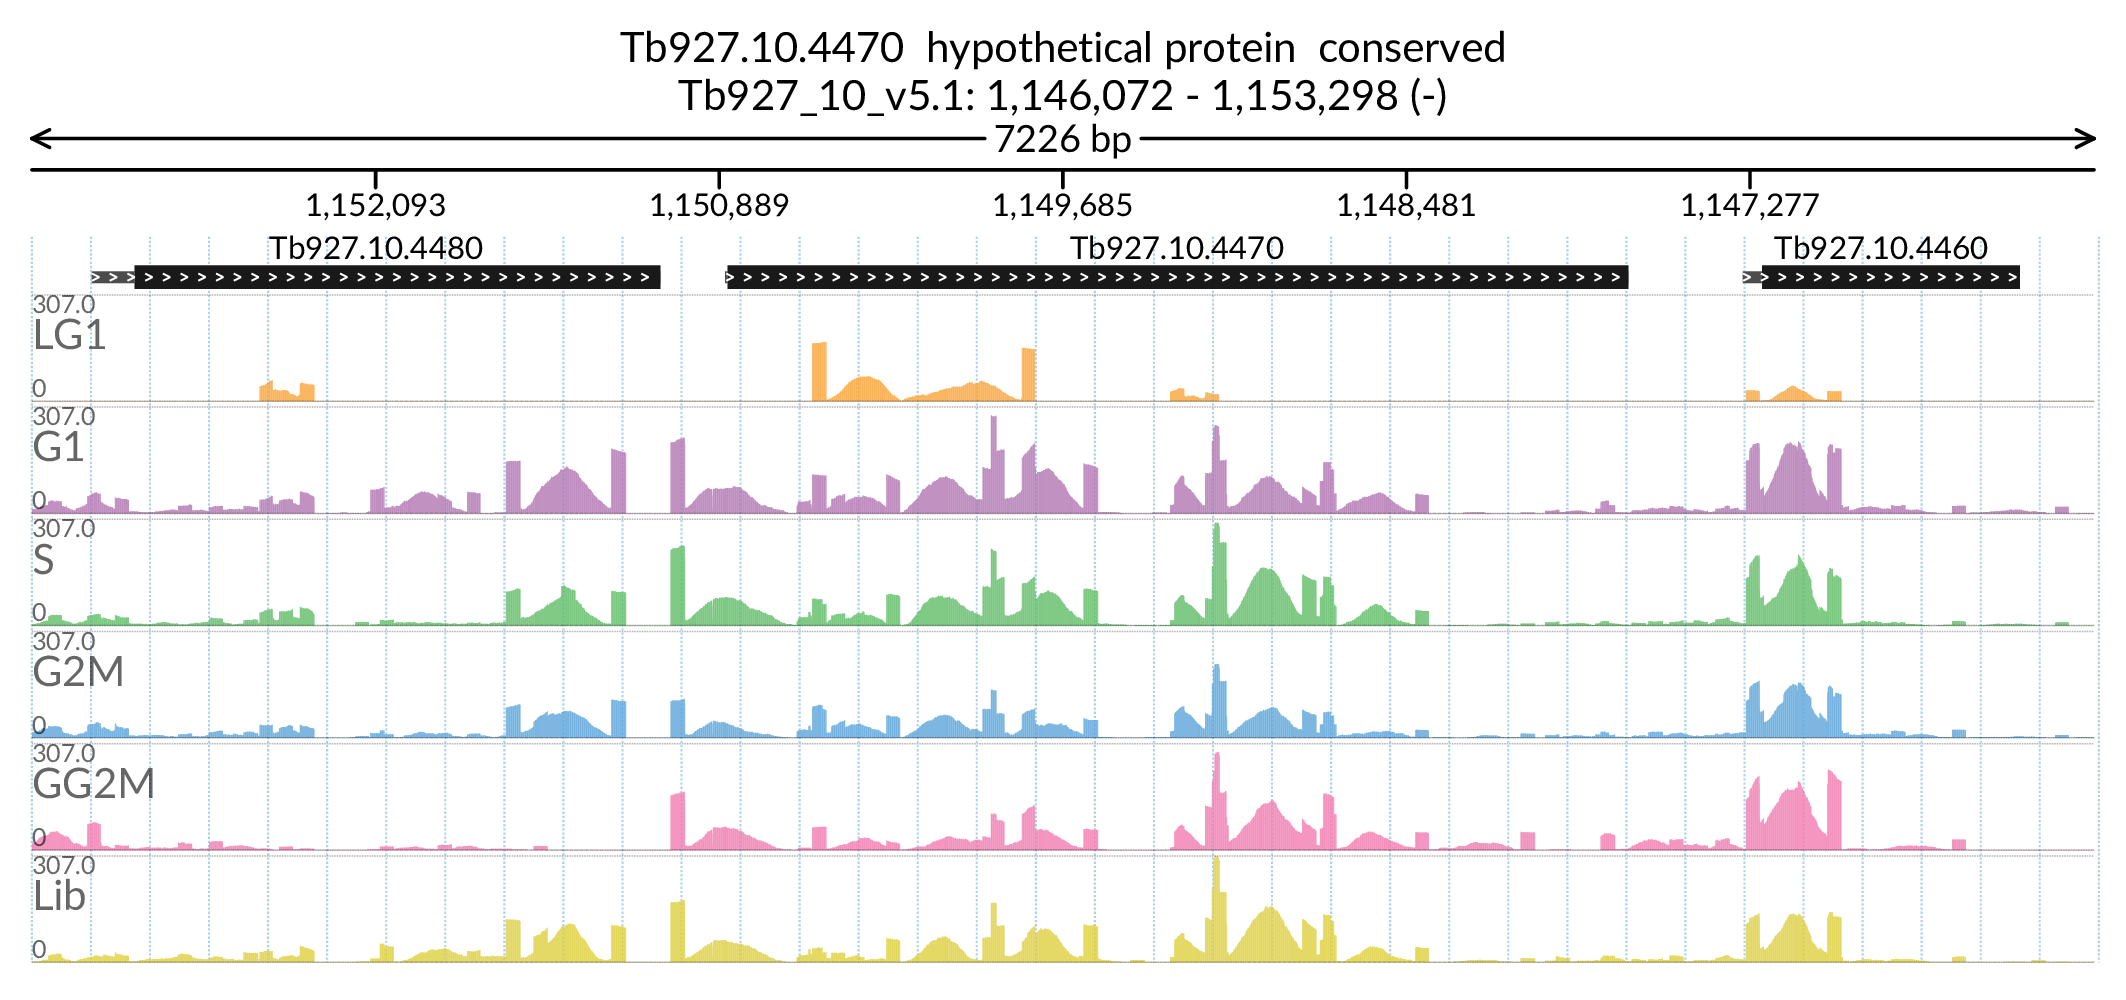 Tb927.10.4470 hypothetical protein conserved
Tb927_10_v5.1: 1,146,072 - 1,153,298 (-)
7226 bp
1,152,093 1,150,889 1,149,685 1,148,481 1,147,277
Tb927.10.4480 Tb927.10.4470 Tb927.10.4460
307.0
LG1
0
307.0
G1
0
307.0
S
0
307.0
G2M
0
307.0
GG2M
0
307.0
Lib
0